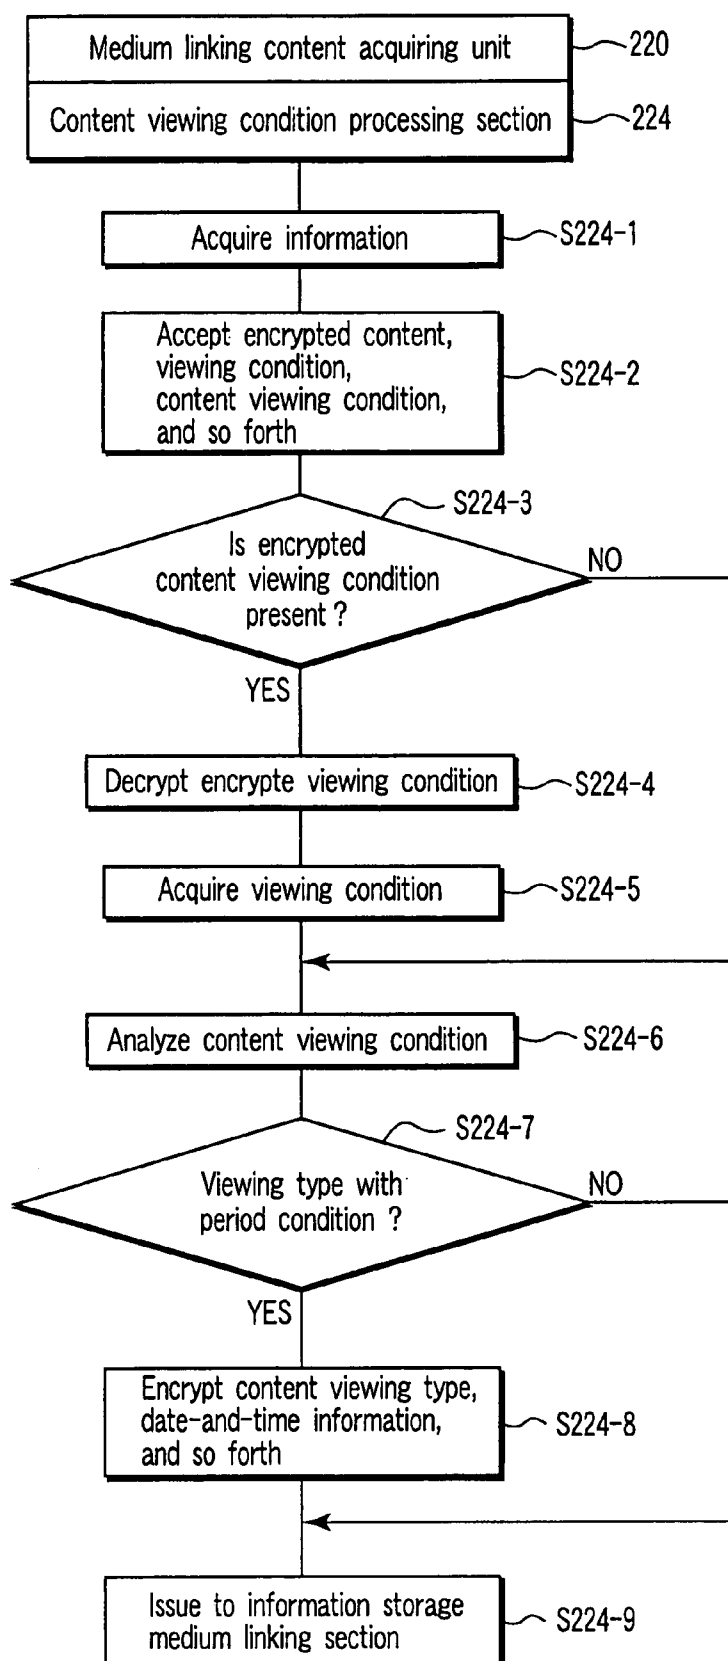 Medium linking content acquiring unit
220
Content viewing condition processing section
224
Acquire information
S224-1
Accept encrypted content,
viewing condition,
content viewing condition,
and so forth
S224-2
S224-3
Is encrypted
content viewing condition
present ?
NO
YES
Decrypt encrypte viewing condition
S224-4
Acquire viewing condition
S224-5
Analyze content viewing condition
S224-6
S224-7
Viewing type with
period condition ?
NO
YES
Encrypt content viewing type,
date-and-time information,
and so forth
S224-8
Issue to information storage
medium linking section
S224-9